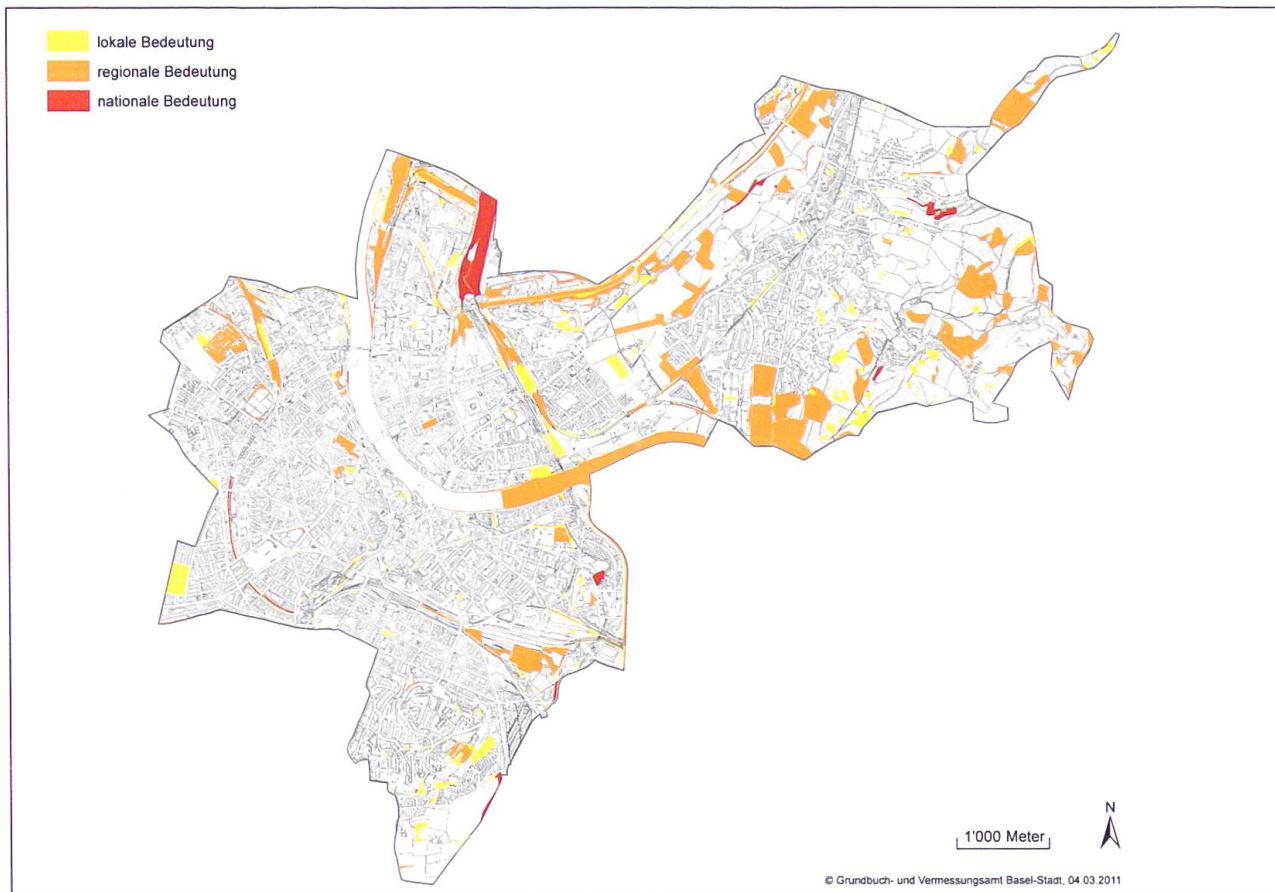 lokale Bedeutung
regionale Bedeutung
nationale Bedeutung
N
1'000 Meter
© Grundbuch- und Vermessungsamt Basel-Stadt, 04.03.2011